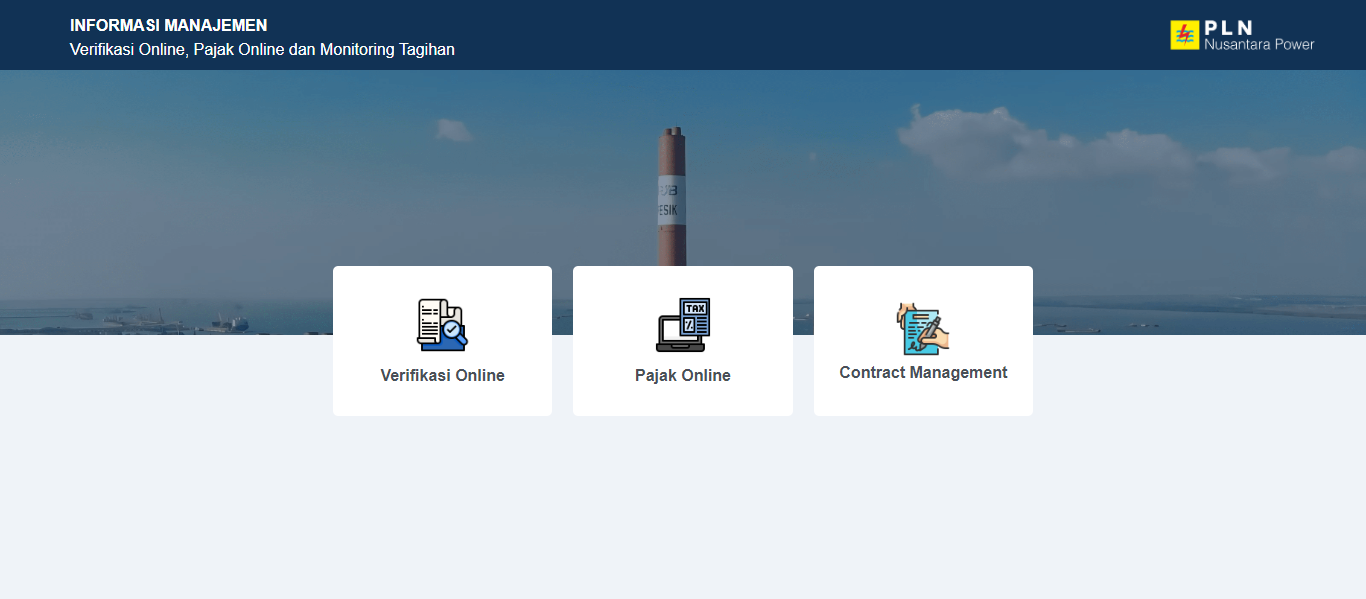 INFORMASI MANAJEMEN
Verifikasi Online, Pajak Online dan Monitoring Tagihan
PLN
Nusantara Power
ESIK
TAX
Verifikasi Online
Pajak Online
Contract Management